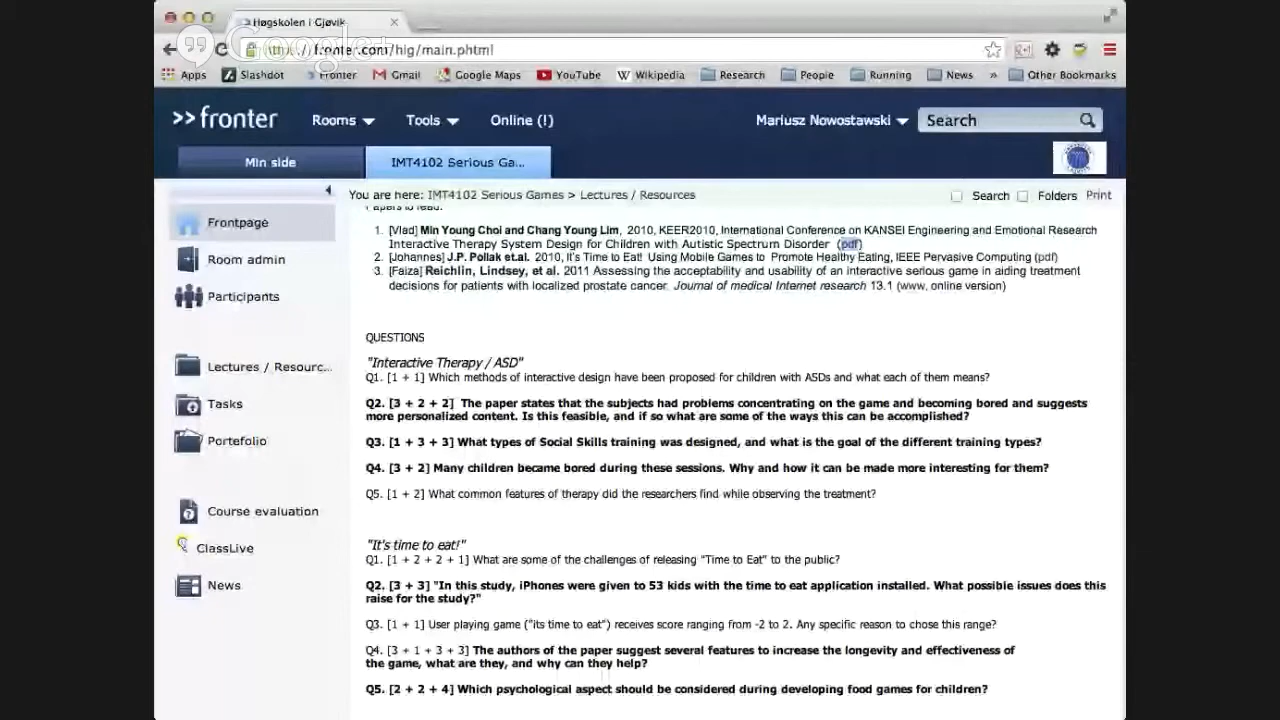 Høgskolen i Gjøvik
Google+
https://fronter.com/hig/main.phtml
Apps Slashdot Fronter Gmail Google Maps YouTube Wikipedia Research People Running News » Other Bookmarks
>> fronter Rooms Tools Online (!) Mariusz Nowostawski Search
Min side IMT4102 Serious Ga...
You are here: IMT4102 Serious Games > Lectures / Resources Search Folders Print
Frontpage
Room admin
Participants
Lectures / Resourc...
Tasks
Portefolio
Course evaluation
ClassLive
News
Papers to read:
1. [Vlad] Min Young Choi and Chang Young Lim, 2010, KEER2010, International Conference on KANSEI Engineering and Emotional Research
Interactive Therapy System Design for Children with Autistic Spectrum Disorder (pdf)
2. [Johannes] J.P. Pollak et.al. 2010, It's Time to Eat! Using Mobile Games to Promote Healthy Eating, IEEE Pervasive Computing (pdf)
3. [Faiza] Reichlin, Lindsey, et al. 2011 Assessing the acceptability and usability of an interactive serious game in aiding treatment
decisions for patients with localized prostate cancer. Journal of medical Internet research 13.1 (www, online version)
QUESTIONS
"Interactive Therapy / ASD"
Q1. [1 + 1] Which methods of interactive design have been proposed for children with ASDs and what each of them means?
Q2. [3 + 2 + 2] The paper states that the subjects had problems concentrating on the game and becoming bored and suggests
more personalized content. Is this feasible, and if so what are some of the ways this can be accomplished?
Q3. [1 + 3 + 3] What types of Social Skills training was designed, and what is the goal of the different training types?
Q4. [3 + 2] Many children became bored during these sessions. Why and how it can be made more interesting for them?
Q5. [1 + 2] What common features of therapy did the researchers find while observing the treatment?
"It's time to eat!"
Q1. [1 + 2 + 2 + 1] What are some of the challenges of releasing "Time to Eat" to the public?
Q2. [3 + 3] "In this study, iPhones were given to 53 kids with the time to eat application installed. What possible issues does this
raise for the study?"
Q3. [1 + 1] User playing game ("its time to eat") receives score ranging from -2 to 2. Any specific reason to chose this range?
Q4. [3 + 1 + 3 + 3] The authors of the paper suggest several features to increase the longevity and effectiveness of
the game, what are they, and why can they help?
Q5. [2 + 2 + 4] Which psychological aspect should be considered during developing food games for children?